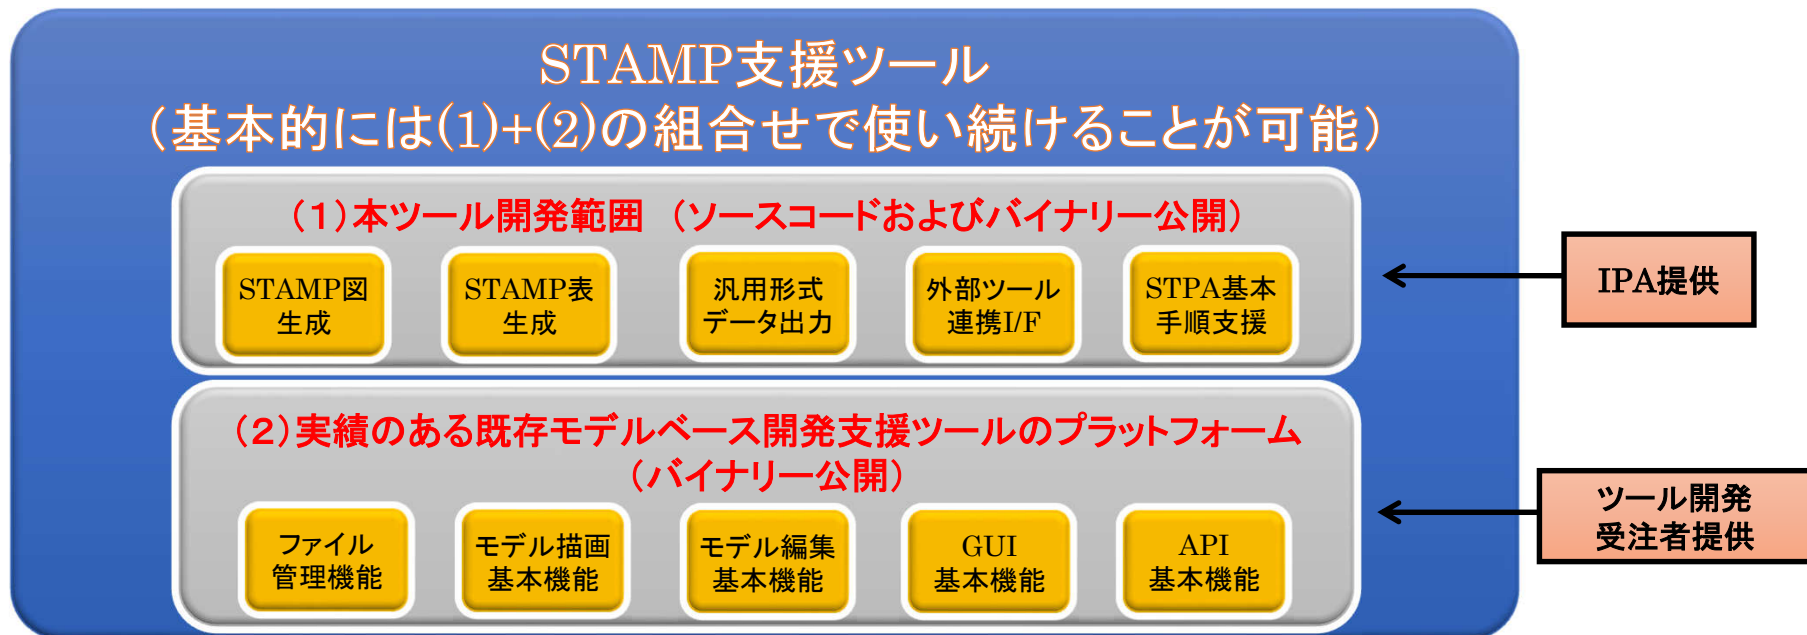 STAMP支援ツール
（基本的には(1)+(2)の組合せで使い続けることが可能）
（１）本ツール開発範囲　（ソースコードおよびバイナリー公開）
STAMP図
生成
STAMP表
生成
汎用形式
データ出力
外部ツール
連携I/F
STPA基本
手順支援
IPA提供
（２）実績のある既存モデルベース開発支援ツールのプラットフォーム
（バイナリー公開）
ファイル
管理機能
モデル描画
基本機能
モデル編集
基本機能
GUI
基本機能
API
基本機能
ツール開発
受注者提供